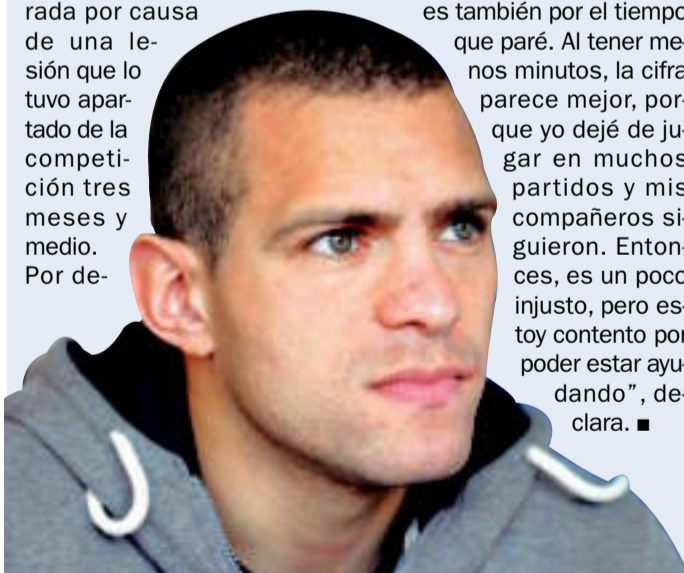 rada por causa
de una le-
sión que lo
tuvo apar-
tado de la
competi-
ción tres
meses y
medio.
Por de-
es también por el tiempo
que paré. Al tener me-
nos minutos, la cifra
parece mejor, por-
que yo dejé de ju-
gar en muchos
partidos y mis
compañeros si-
guieron. Enton-
ces, es un poco
injusto, pero es-
toy contento por
poder estar ayu-
dando”, de-
clara. ■